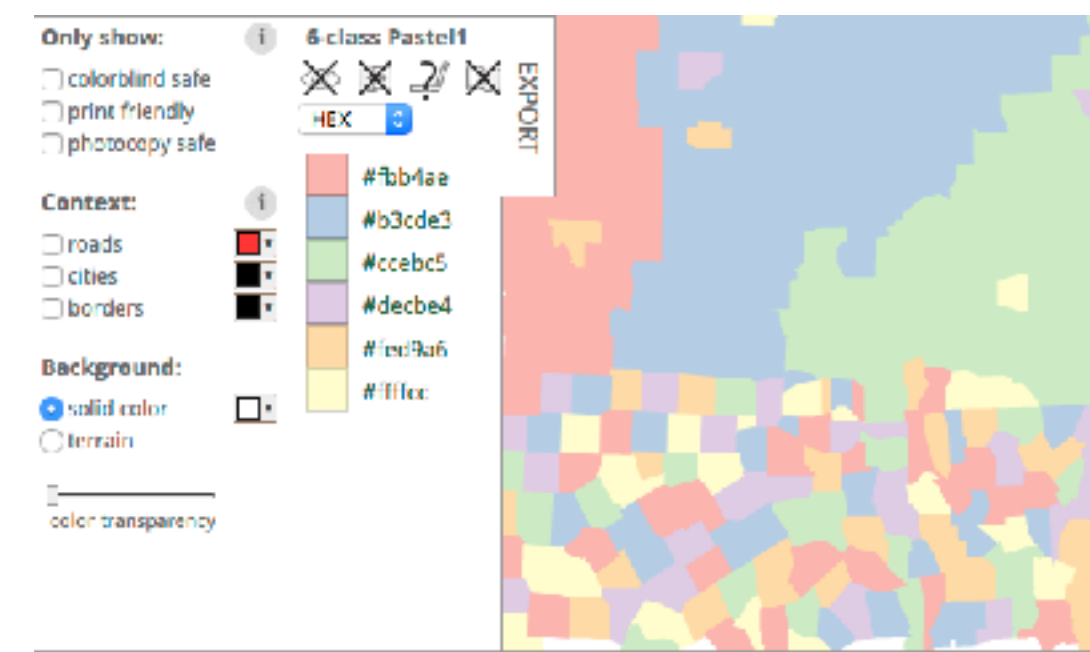 Only show:
i
colorblind safe
print friendly
photocopy safe
Context:
i
roads
cities
borders
Background:
solid color
terrain
color transparency
6-class Pastel1
HEX
EXPORT
#fbb4ae
#b3cde3
#ccebc5
#decbe4
#fed9a6
#ffffcc